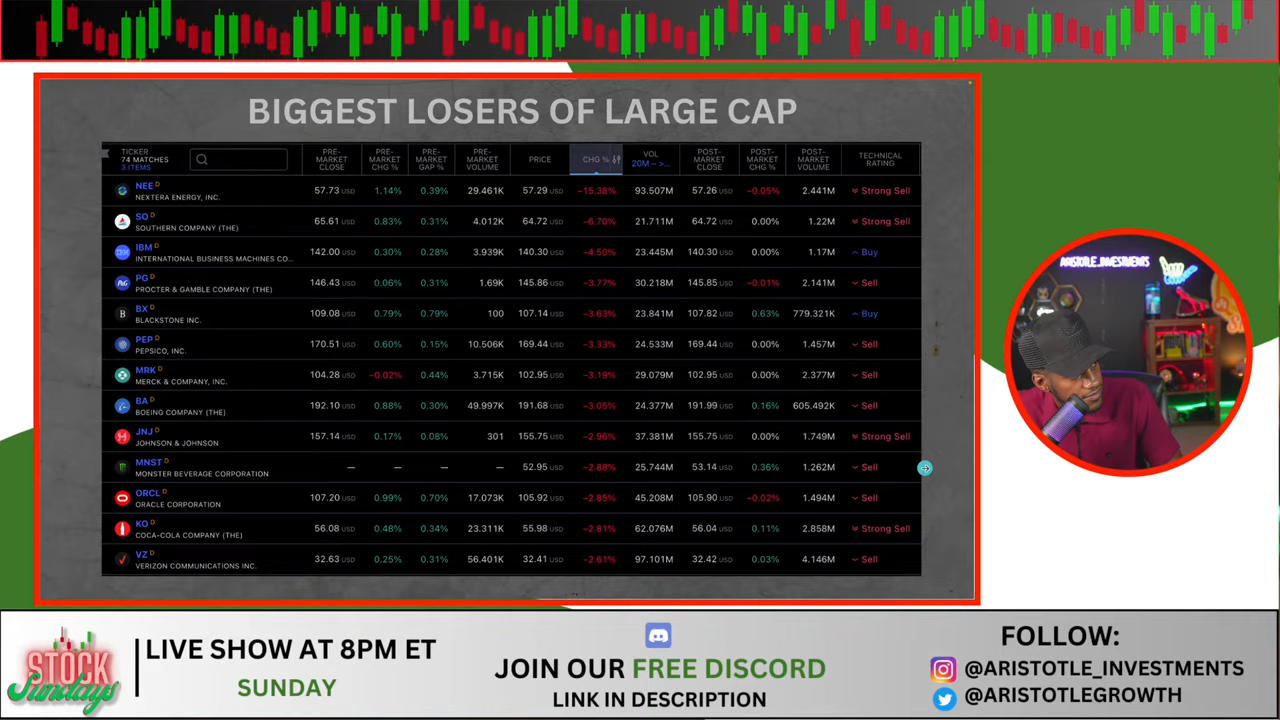 BIGGEST LOSERS OF LARGE CAP
TICKER
74 MATCHES
3 ITEMS
PRE-MARKET CLOSE PRE-MARKET CHG % PRE-MARKET GAP % PRE-MARKET VOLUME PRICE CHG % VOL 20M − >... POST-MARKET CLOSE POST-MARKET CHG % POST-MARKET VOLUME TECHNICAL RATING
NEE D 57.73 USD 1.14% 0.39% 29.461K 57.29 USD −15.38% 93.507M 57.26 USD −0.05% 2.441M Strong Sell
NEXTERA ENERGY, INC.
SO D 65.61 USD 0.83% 0.31% 4.012K 64.72 USD −6.70% 21.711M 64.72 USD 0.00% 1.22M Strong Sell
SOUTHERN COMPANY (THE)
IBM D 142.00 USD 0.30% 0.28% 3.939K 140.30 USD −4.50% 23.445M 140.30 USD 0.00% 1.17M Buy
INTERNATIONAL BUSINESS MACHINES CO...
PG D 146.43 USD 0.06% 0.31% 1.69K 145.86 USD −3.77% 30.218M 145.85 USD −0.01% 2.141M Sell
PROCTER & GAMBLE COMPANY (THE)
BX D 109.08 USD 0.79% 0.79% 100 107.14 USD −3.63% 23.841M 107.82 USD 0.63% 779.321K Buy
BLACKSTONE INC.
PEP D 170.51 USD 0.60% 0.15% 10.506K 169.44 USD −3.33% 24.533M 169.44 USD 0.00% 1.457M Sell
PEPSICO, INC.
MRK D 104.28 USD −0.02% 0.44% 3.715K 102.95 USD −3.19% 29.079M 102.95 USD 0.00% 2.377M Sell
MERCK & COMPANY, INC.
BA D 192.10 USD 0.88% 0.30% 49.997K 191.68 USD −3.05% 24.377M 191.99 USD 0.16% 605.492K Sell
BOEING COMPANY (THE)
JNJ D 157.14 USD 0.17% 0.08% 301 155.75 USD −2.96% 37.381M 155.75 USD 0.00% 1.749M Strong Sell
JOHNSON & JOHNSON
MNST D — — — — 52.95 USD −2.88% 25.744M 53.14 USD 0.36% 1.262M Sell
MONSTER BEVERAGE CORPORATION
ORCL D 107.20 USD 0.99% 0.70% 17.073K 105.92 USD −2.85% 45.208M 105.90 USD −0.02% 1.494M Sell
ORACLE CORPORATION
KO D 56.08 USD 0.48% 0.34% 23.311K 55.98 USD −2.81% 62.076M 56.04 USD 0.11% 2.858M Strong Sell
COCA-COLA COMPANY (THE)
VZ D 32.63 USD 0.25% 0.31% 56.401K 32.41 USD −2.61% 97.101M 32.42 USD 0.03% 4.146M Sell
VERIZON COMMUNICATIONS INC.
ARISTOTLE_INVESTMENTS
STOCK
Sundays
LIVE SHOW AT 8PM ET
SUNDAY
JOIN OUR FREE DISCORD
LINK IN DESCRIPTION
FOLLOW:
@ARISTOTLE_INVESTMENTS
@ARISTOTLEGROWTH